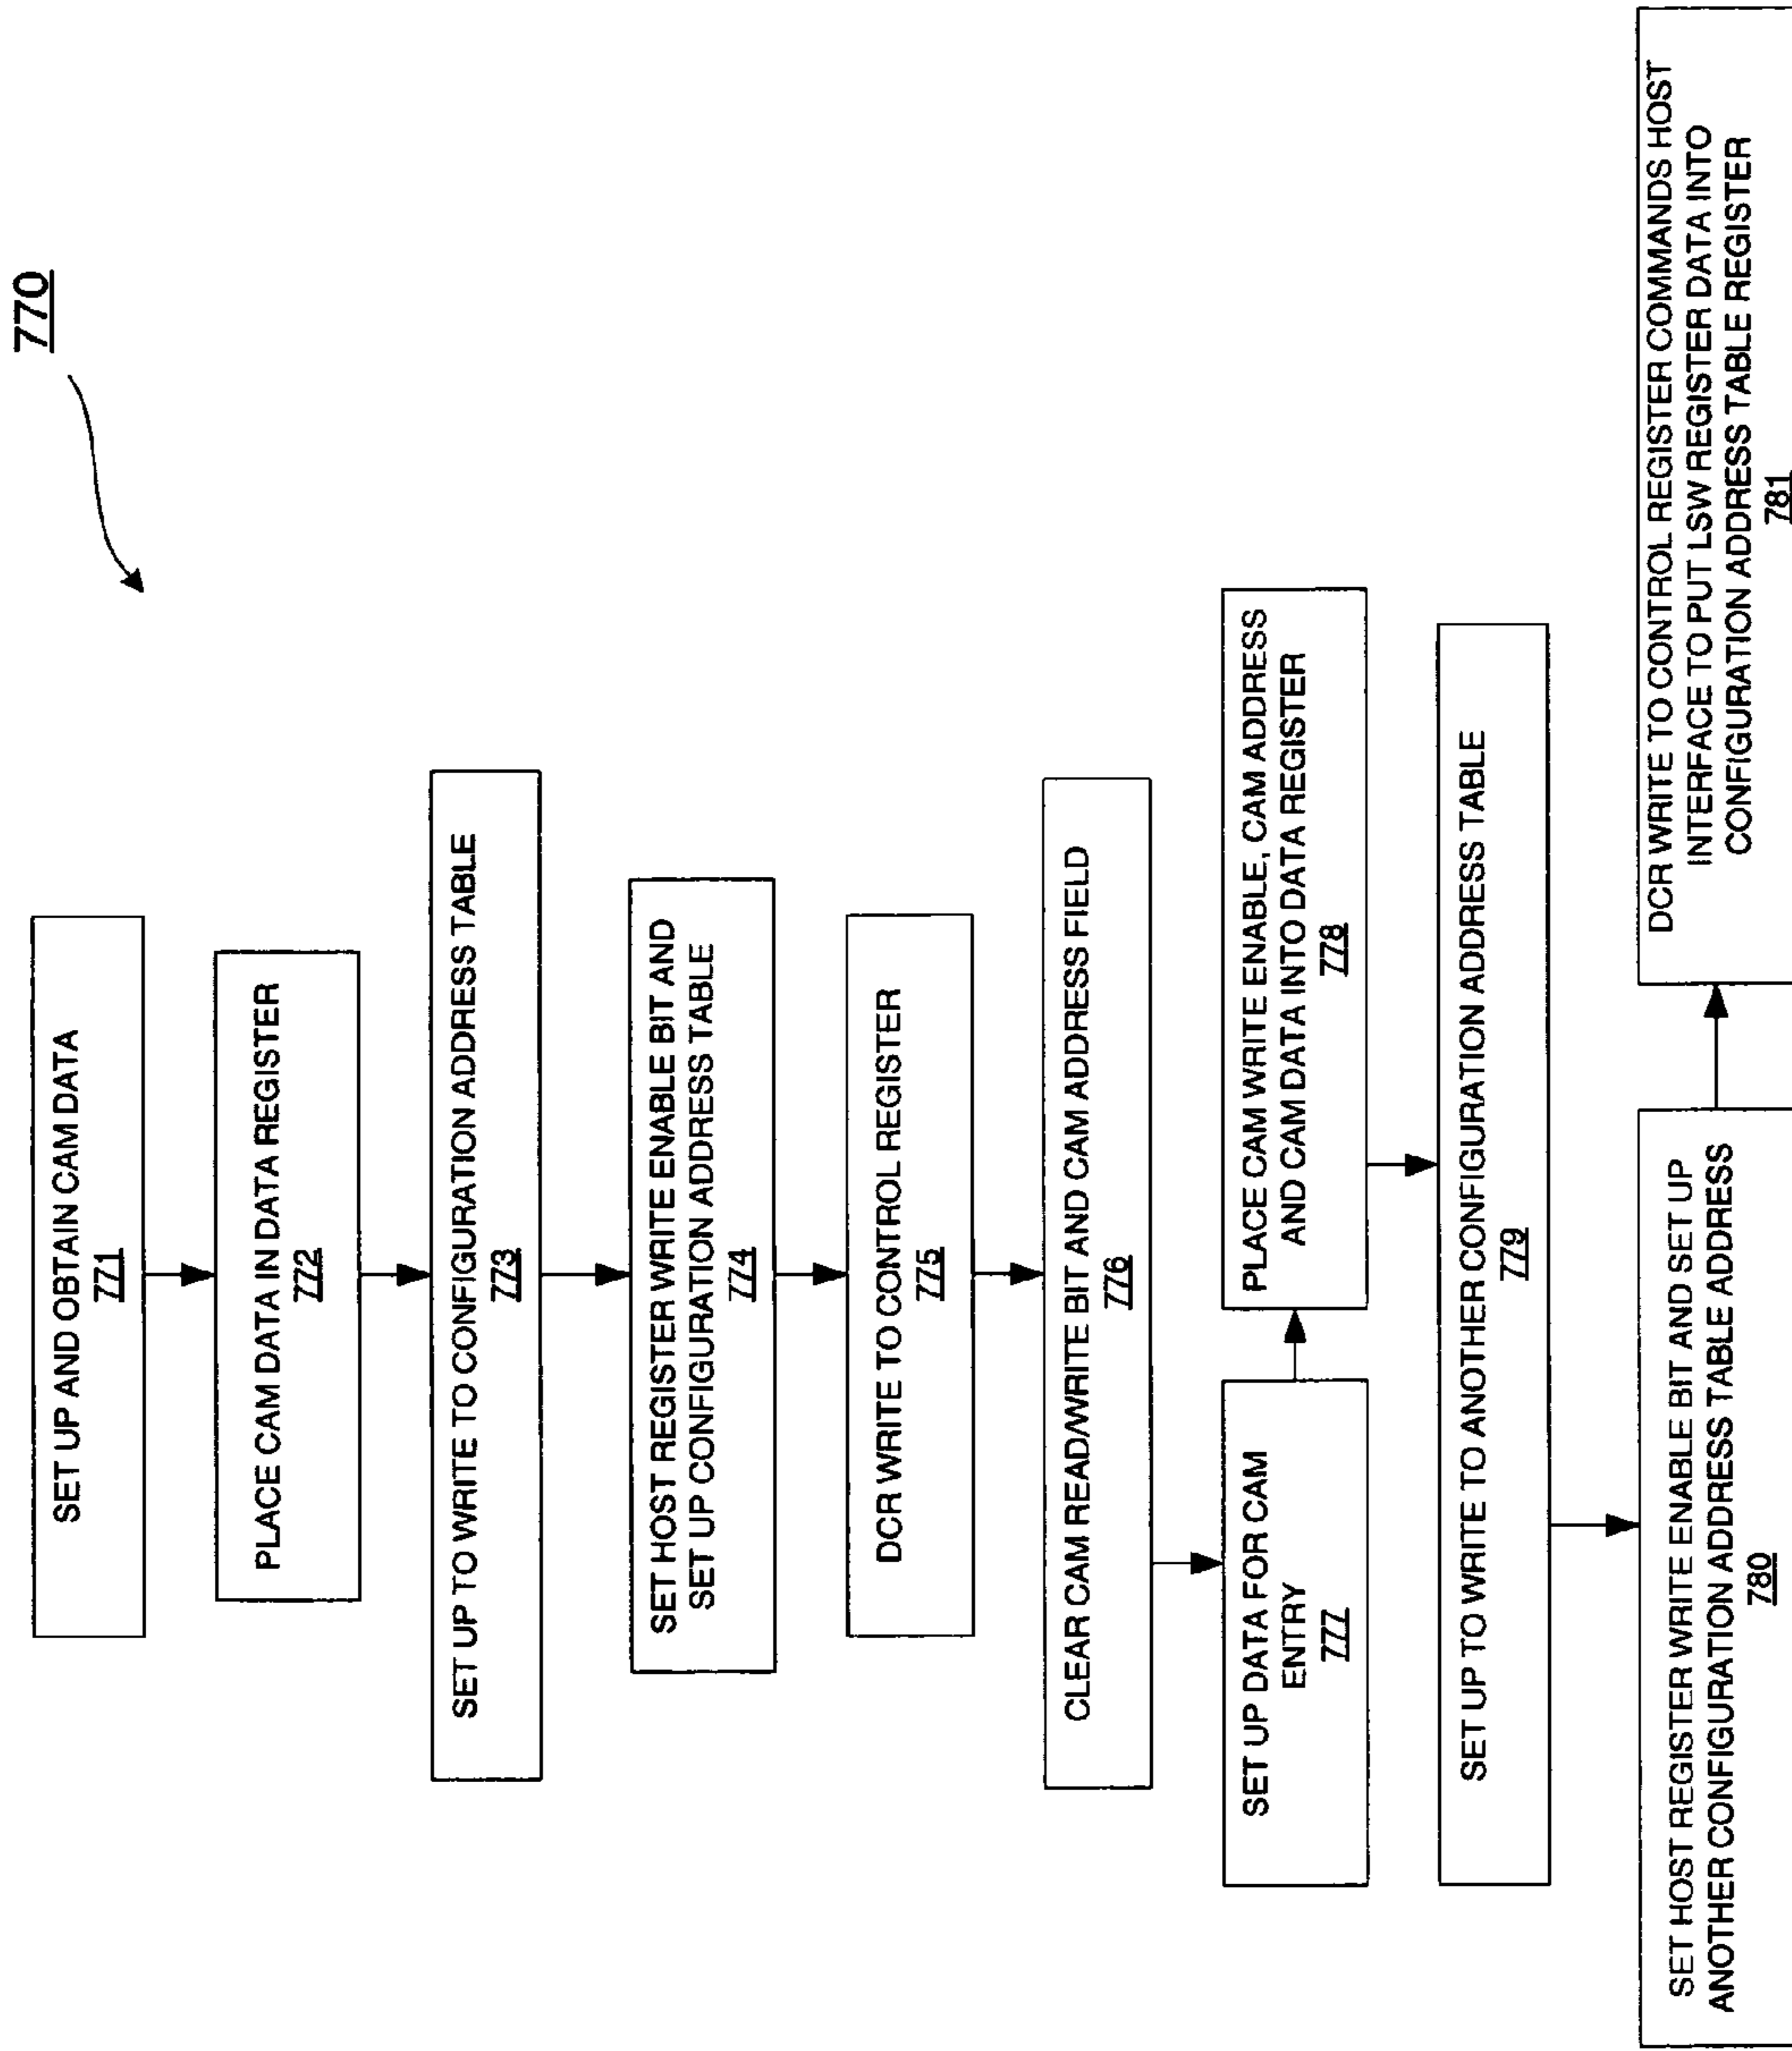 770
SET UP AND OBTAIN CAM DATA
771
PLACE CAM DATA IN DATA REGISTER
772
SET UP TO WRITE TO CONFIGURATION ADDRESS TABLE
773
SET HOST REGISTER WRITE ENABLE BIT AND
SET UP CONFIGURATION ADDRESS TABLE
774
DCR WRITE TO CONTROL REGISTER
775
CLEAR CAM READ/WRITE BIT AND CAM ADDRESS FIELD
776
SET UP DATA FOR CAM
ENTRY
777
PLACE CAM WRITE ENABLE, CAM ADDRESS
AND CAM DATA INTO DATA REGISTER
778
SET UP TO WRITE TO ANOTHER CONFIGURATION ADDRESS TABLE
779
SET HOST REGISTER WRITE ENABLE BIT AND SET UP
ANOTHER CONFIGURATION ADDRESS TABLE ADDRESS
780
DCR WRITE TO CONTROL REGISTER COMMANDS HOST
INTERFACE TO PUT LSW REGISTER DATA INTO
CONFIGURATION ADDRESS TABLE REGISTER
781